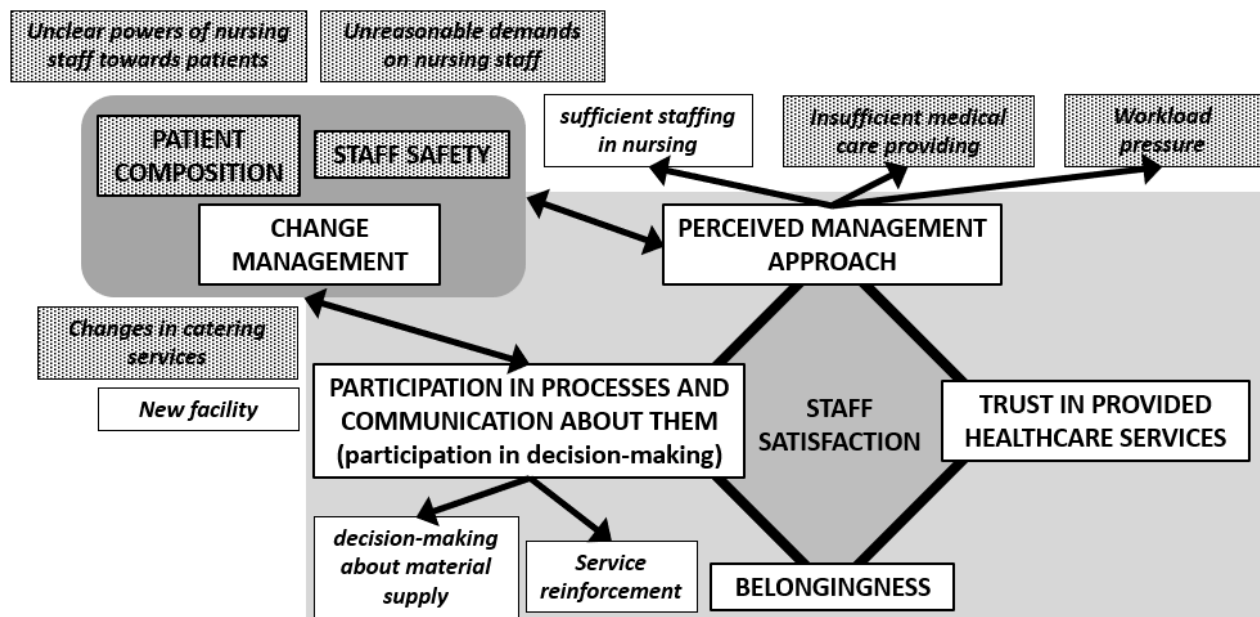 Unclear powers of nursing
staff towards patients
Unreasonable demands
on nursing staff
PATIENT
COMPOSITION
STAFF SAFETY
CHANGE
MANAGEMENT
sufficient staffing
in nursing
Insufficient medical
care providing
Workload
pressure
PERCEIVED MANAGEMENT
APPROACH
Changes in catering
services
New facility
PARTICIPATION IN PROCESSES AND
COMMUNICATION ABOUT THEM
(participation in decision-making)
STAFF
SATISFACTION
TRUST IN PROVIDED
HEALTHCARE SERVICES
decision-making
about material
supply
Service
reinforcement
BELONGINGNESS